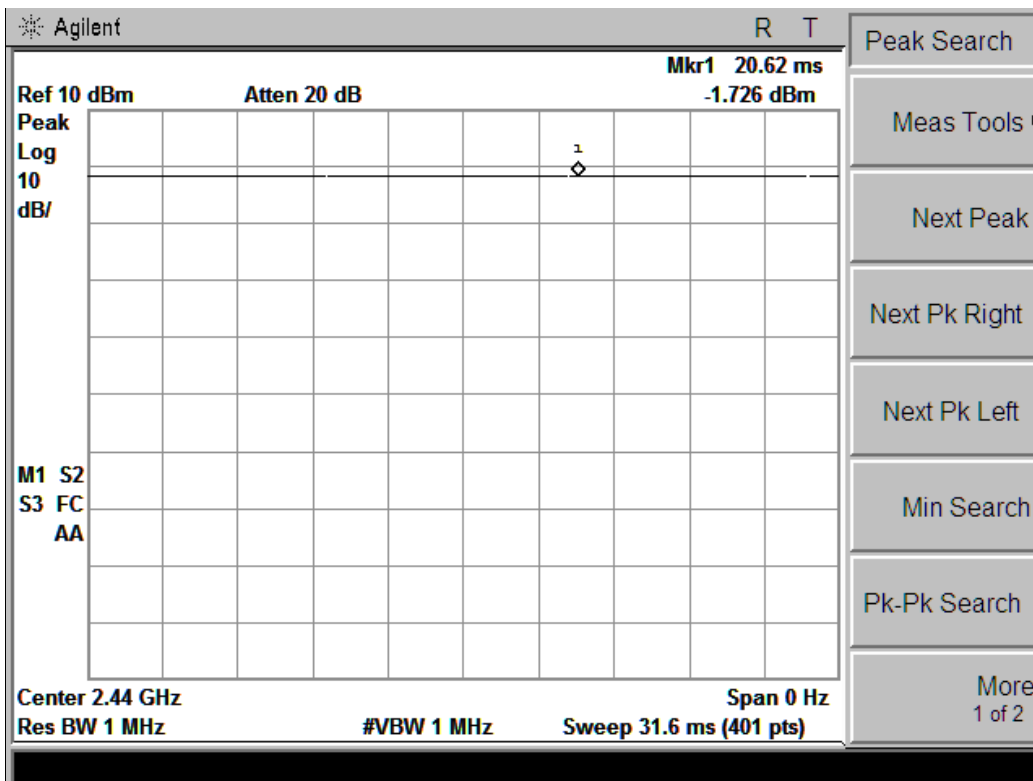 Agilent R T
Mkr1 20.62 ms
Ref 10 dBm Atten 20 dB -1.726 dBm
Peak
Log
10
dB/
1
M1 S2
S3 FC
AA
Center 2.44 GHz Span 0 Hz
Res BW 1 MHz #VBW 1 MHz Sweep 31.6 ms (401 pts)
Peak Search
Meas Tools
Next Peak
Next Pk Right
Next Pk Left
Min Search
Pk-Pk Search
More
1 of 2